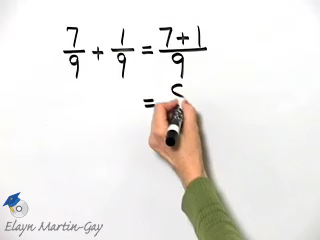 7/9 + 1/9 = 7+1/9
=
Elayn Martin-Gay